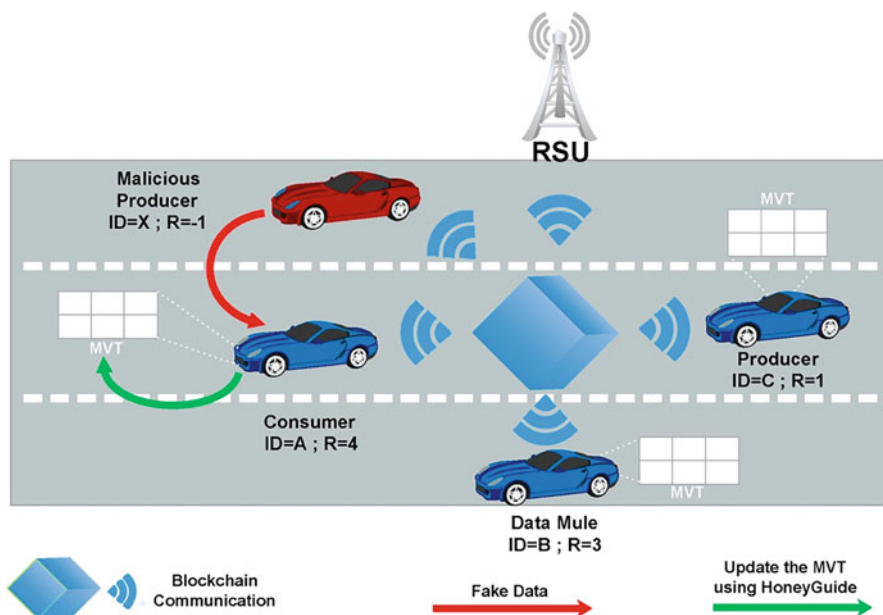 RSU
Malicious
Producer
ID=X ; R=-1
MVT
MVT
Producer
ID=C ; R=1
Consumer
ID=A ; R=4
MVT
Data Mule
ID=B ; R=3
Blockchain
Communication
Fake Data
Update the MVT
using HoneyGuide